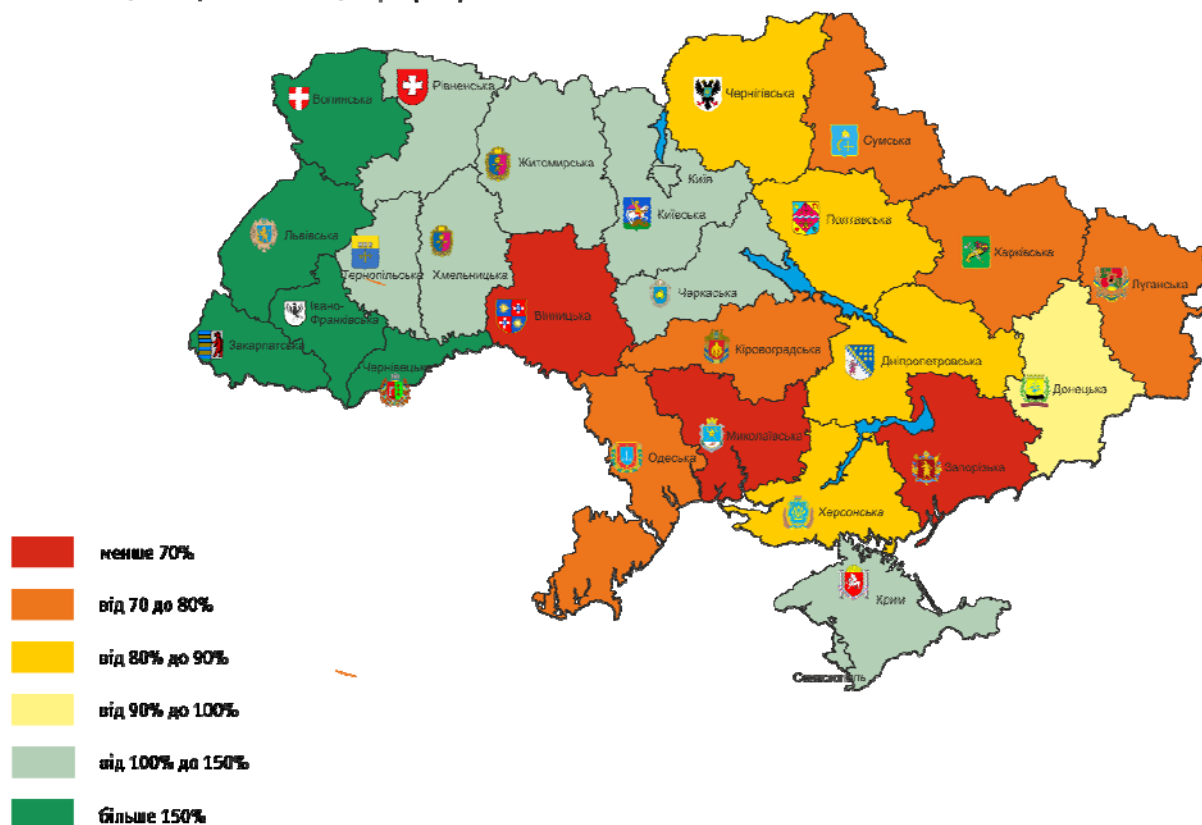 Волинська
Рівненська
Житомирська
Чернігівська
Сумська
Київ
Київська
Львівська
Тернопільська
Хмельницька
Полтавська
Харківська
Луганська
Черкаська
Івано-
Франківська
Закарпатська
Чернівецька
Вінницька
Кіровоградська
Дніпропетровська
Донецька
Миколаївська
Одеська
Запорізька
Херсонська
Крим
Севастополь
менше 70%
від 70 до 80%
від 80% до 90%
від 90% до 100%
від 100% до 150%
більше 150%